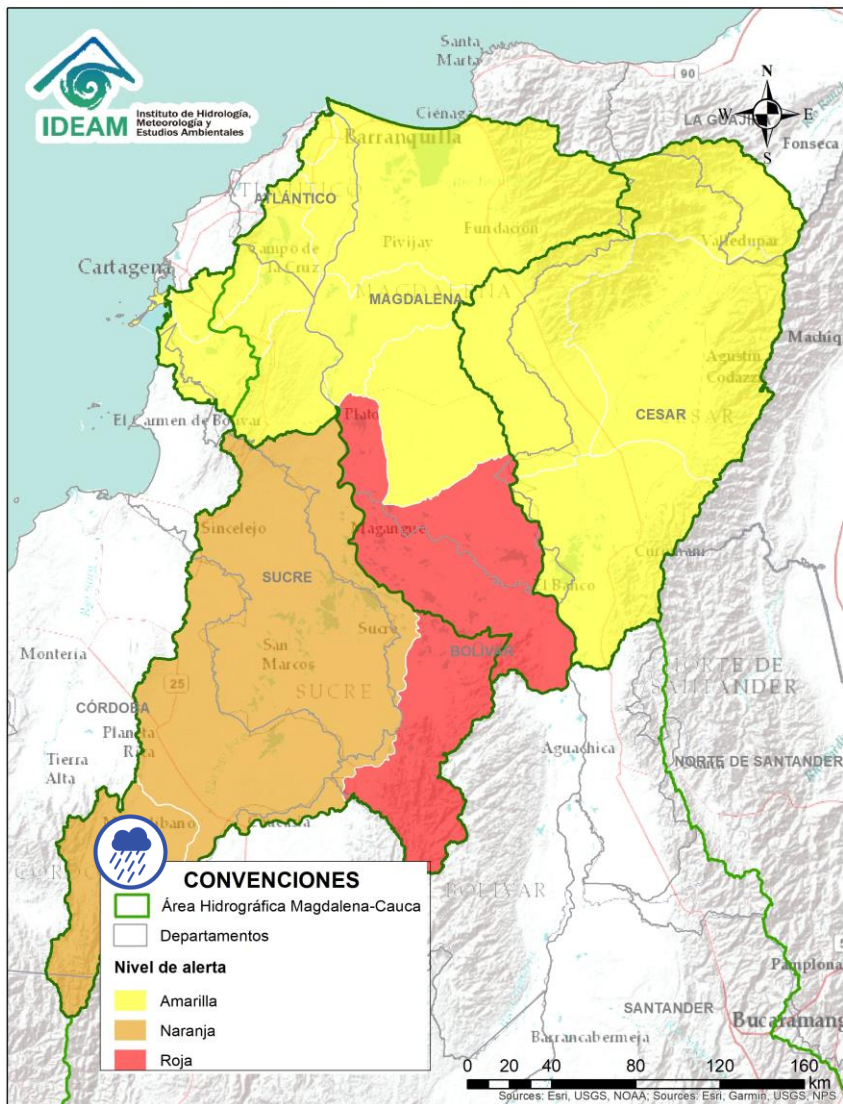 IDEAM
Instituto de Hidrología,
Meteorología y
Estudios Ambientales
Santa
Marta
90
N
W
E
S
LA GUAJI
Ciénaga
Fonseca
Barranquilla
ATLÁNTICO
Valledupar
Campo de
la Cruz
Pivijay
Fundación
Cartagena
MAGDALENA
Agustín
Codazzi
El Carmen de Bolívar
Plato
CESAR
Sincelejo
Magangué
SUCRE
El Banco
San
Marcos
Sucre
BOLÍVAR
Montería
25
SUCRE
NORTE DE
SANTANDER
CÓRDOBA
Planeta
Rica
Tierra
Alta
Aguachica
NORTE DE SANTANDER
CONVENCIONES
Área Hidrográfica Magdalena-Cauca
Departamentos
Nivel de alerta
Amarilla
Naranja
Roja
BOLÍVAR
Pamplona
SANTANDER
Bucaramang
Barrancabermeja
0 20 40 80 120 160
km
Sources: Esri, USGS, NOAA; Sources: Esri, Garmin, USGS, NPS